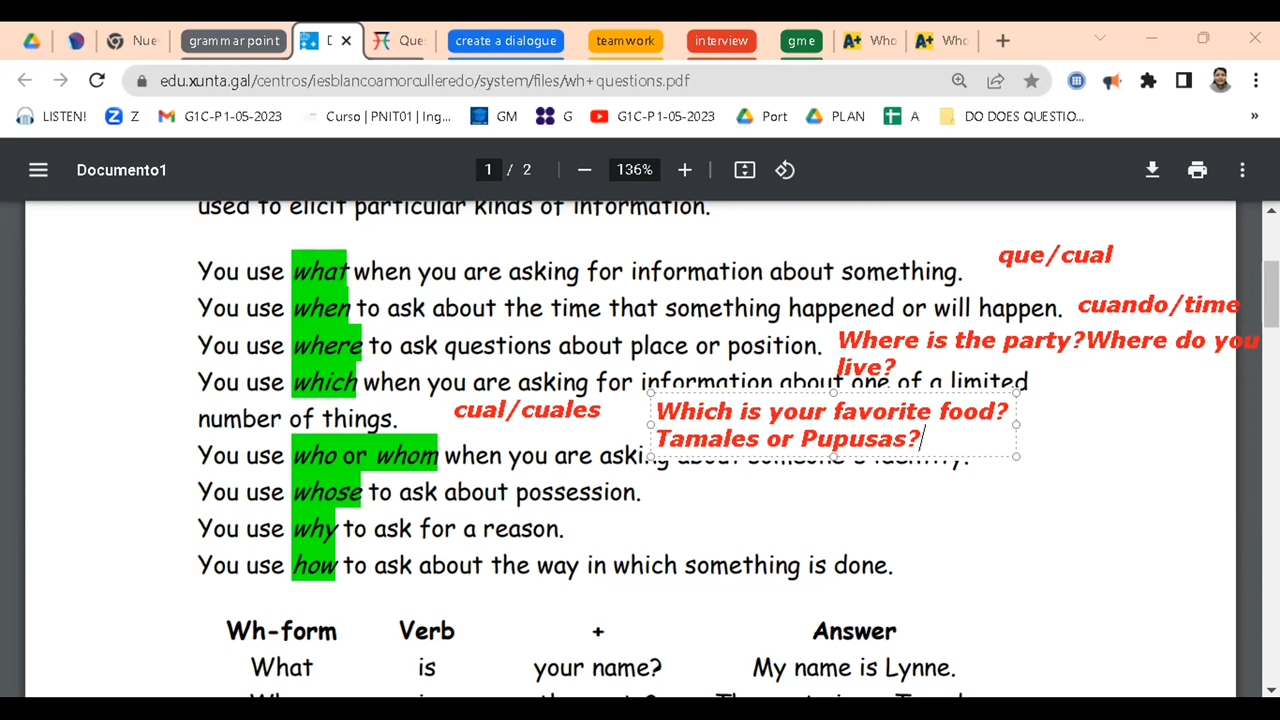 Nue
grammarpoint
D
Que
create a dialogue
teamwork
interview
gme
Who
Who
edu.xunta.gal/centros/iesblancoamorculleredo/system/files/wh+questions.pdf
LISTEN!
Z
G1C-P1-05-2023
Curso | PNIT01 | Ing...
GM
G
G1C-P1-05-2023
Port
PLAN
A
DO DOES QUESTIO...
»
Documento1
1 / 2
136%
used to elicit particular kinds of information.
You use what when you are asking for information about something.
que/cual
You use when to ask about the time that something happened or will happen.
cuando/time
You use where to ask questions about place or position.
Where is the party?Where do you
live?
You use which when you are asking for information about one of a limited
number of things.
cual/cuales
Which is your favorite food?
Tamales or Pupusas?
You use who or whom when you are asking about someone's identity.
You use whose to ask about possession.
You use why to ask for a reason.
You use how to ask about the way in which something is done.
Wh-form Verb + Answer
What is your name? My name is Lynne.